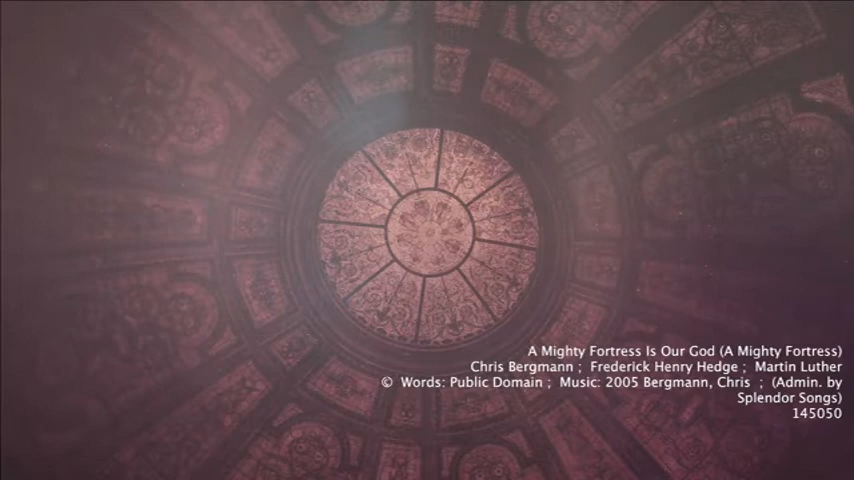 A Mighty Fortress Is Our God (A Mighty Fortress)
Chris Bergmann ; Frederick Henry Hedge ; Martin Luther
© Words: Public Domain ; Music: 2005 Bergmann, Chris ; (Admin. by
Splendor Songs)
145050